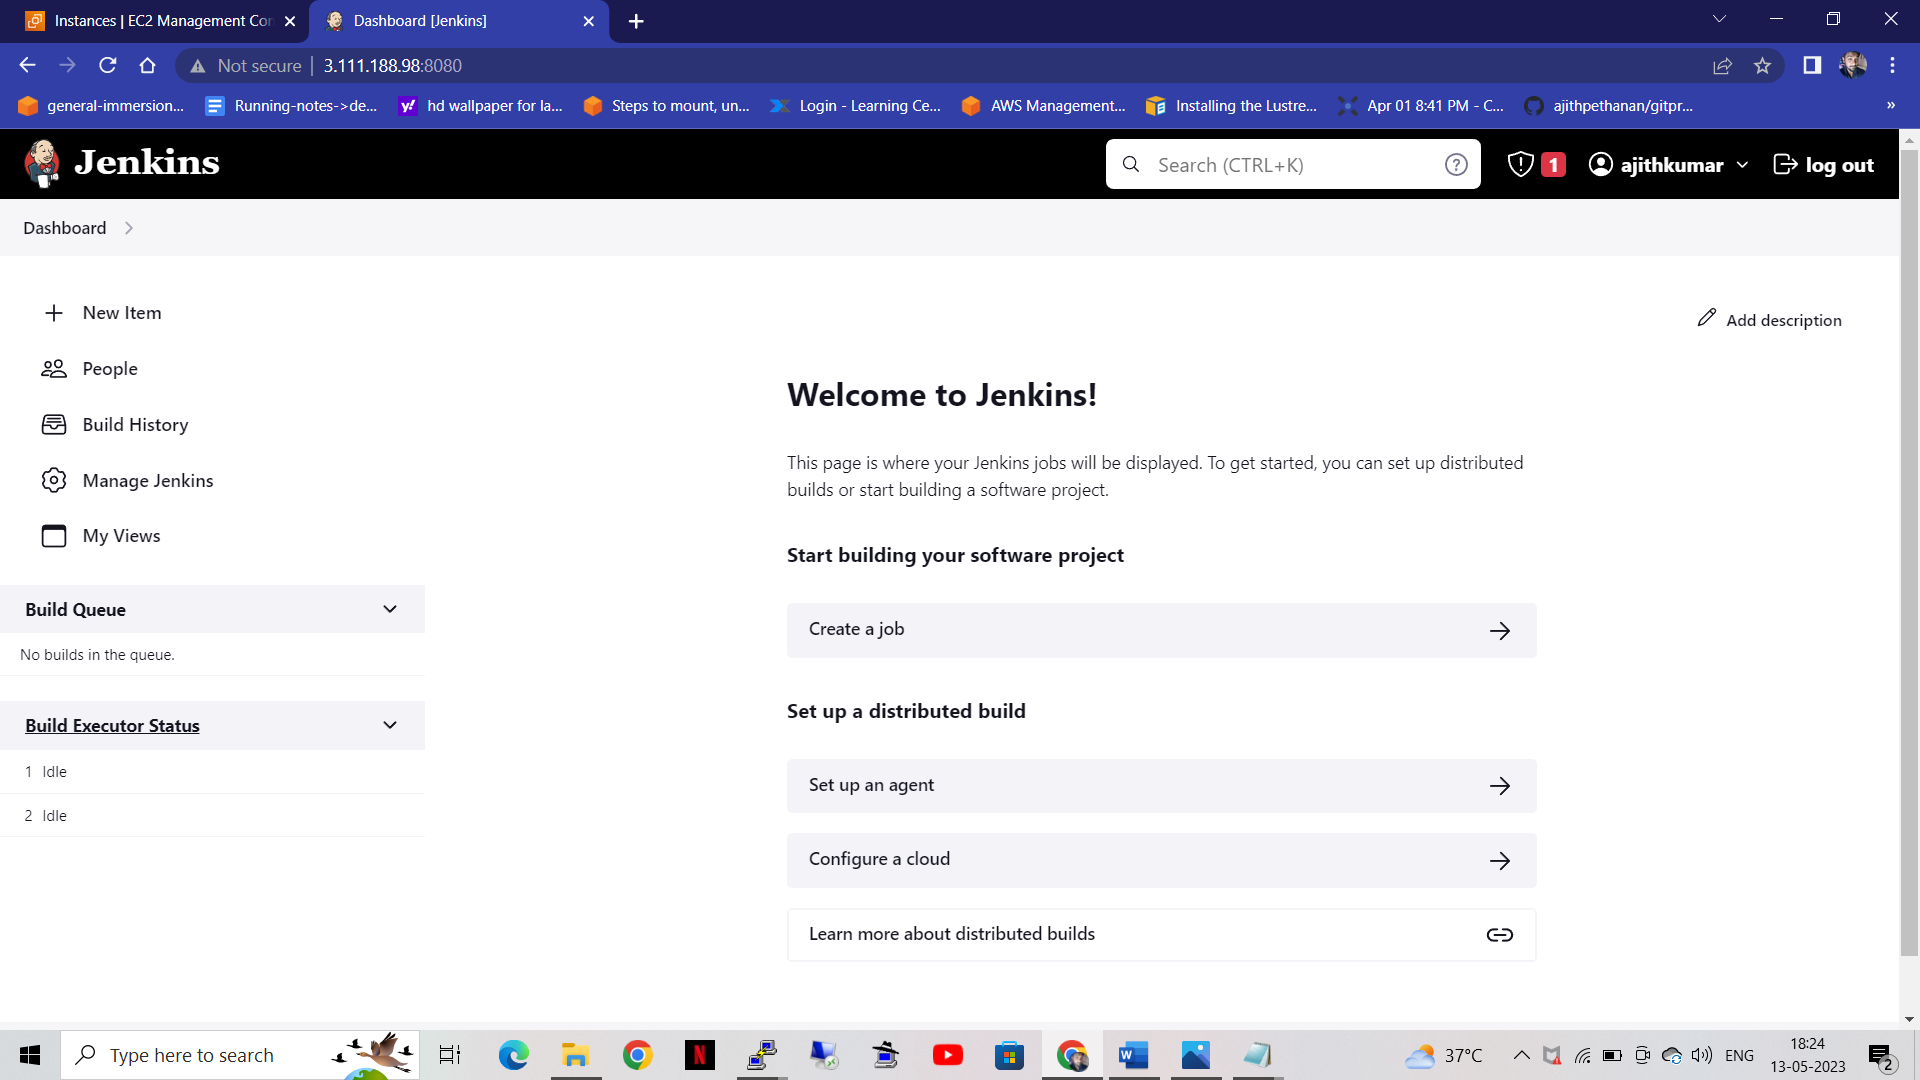 Instances | EC2 Management Con
Dashboard [Jenkins]
Not secure
3.111.188.98:8080
general-immersion...
Running-notes->de...
hd wallpaper for la...
Steps to mount, un...
Login - Learning Ce...
AWS Management...
Installing the Lustre...
Apr 01 8:41 PM - C...
ajithpethanan/gitpr...
»
Jenkins
Search (CTRL+K)
1
ajithkumar
log out
Dashboard
New Item
People
Build History
Manage Jenkins
My Views
Build Queue
No builds in the queue.
Build Executor Status
1 Idle
2 Idle
Add description
Welcome to Jenkins!
This page is where your Jenkins jobs will be displayed. To get started, you can set up distributed
builds or start building a software project.
Start building your software project
Create a job
Set up a distributed build
Set up an agent
Configure a cloud
Learn more about distributed builds
Type here to search
37°C
ENG
18:24
13-05-2023
2